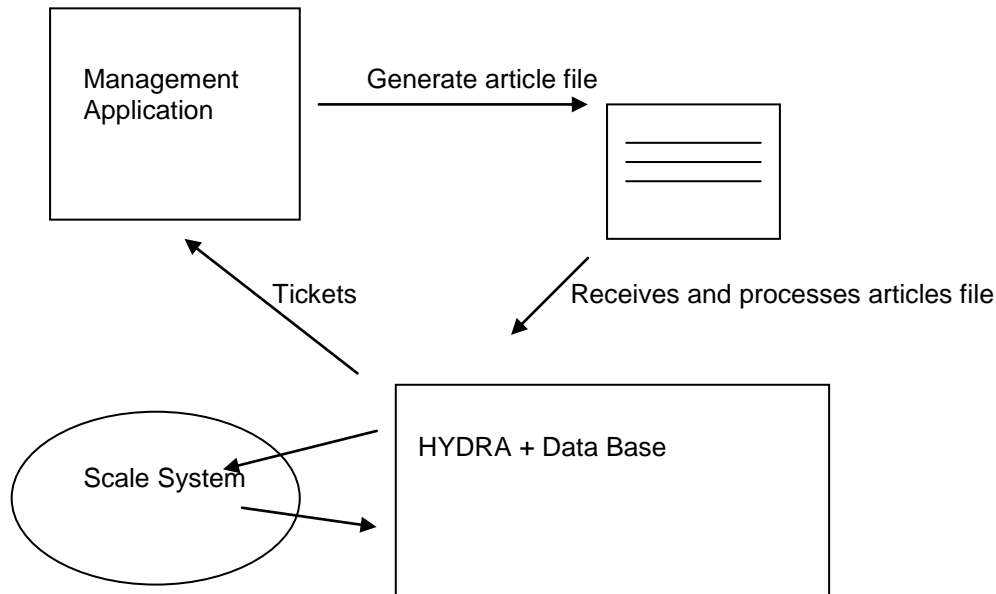 Management
Application
Generate article file
Tickets
Receives and processes articles file
HYDRA + Data Base
Scale System